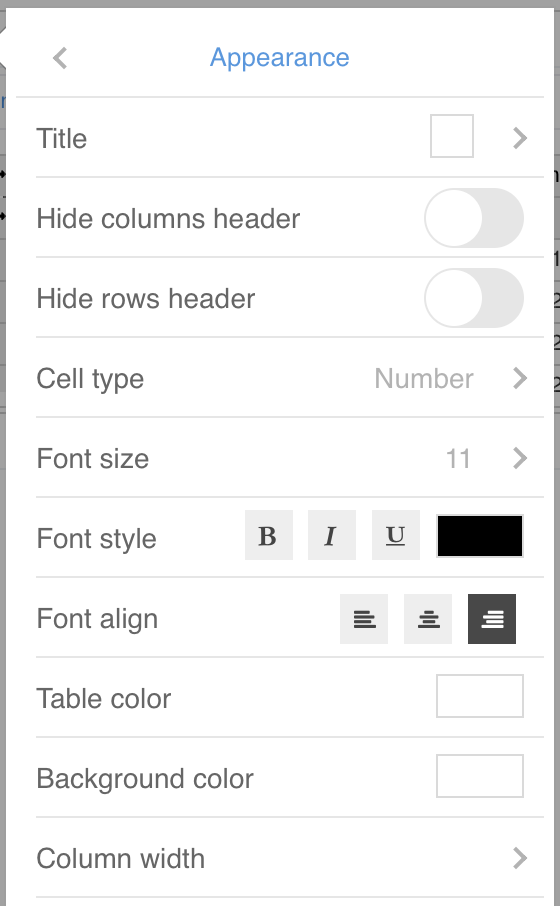 Appearance
Title
Hide columns header
Hide rows header
Cell type Number
Font size 11
Font style B I U
Font align
Table color
Background color
Column width